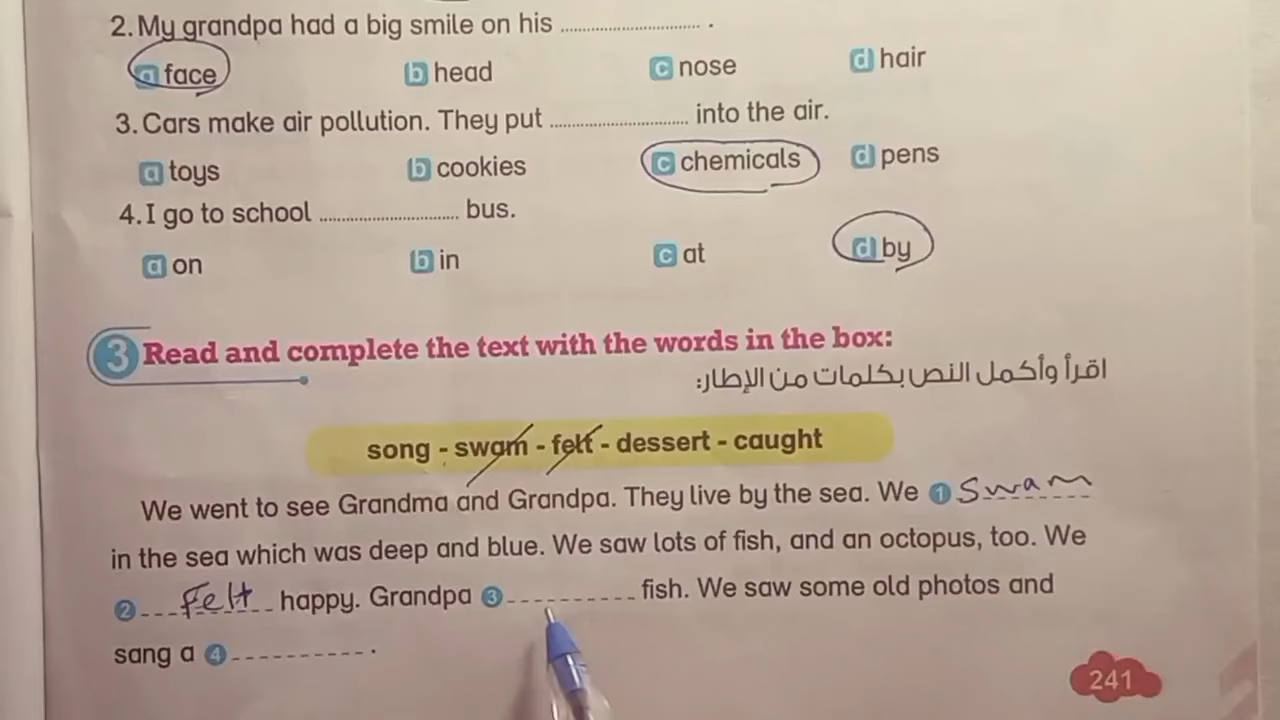 2. My grandpa had a big smile on his .............................. .
a face b head c nose d hair
3. Cars make air pollution. They put .............................. into the air.
a toys b cookies c chemicals d pens
4. I go to school .............................. bus.
a on b in c at d by
3 Read and complete the text with the words in the box:
اقرأ وأكمل النص بكلمات من الإطار:
song - swam - felt - dessert - caught
We went to see Grandma and Grandpa. They live by the sea. We 1 Swam
in the sea which was deep and blue. We saw lots of fish, and an octopus, too. We
2 Felt happy. Grandpa 3 ---------- fish. We saw some old photos and
sang a 4 ---------- .
241